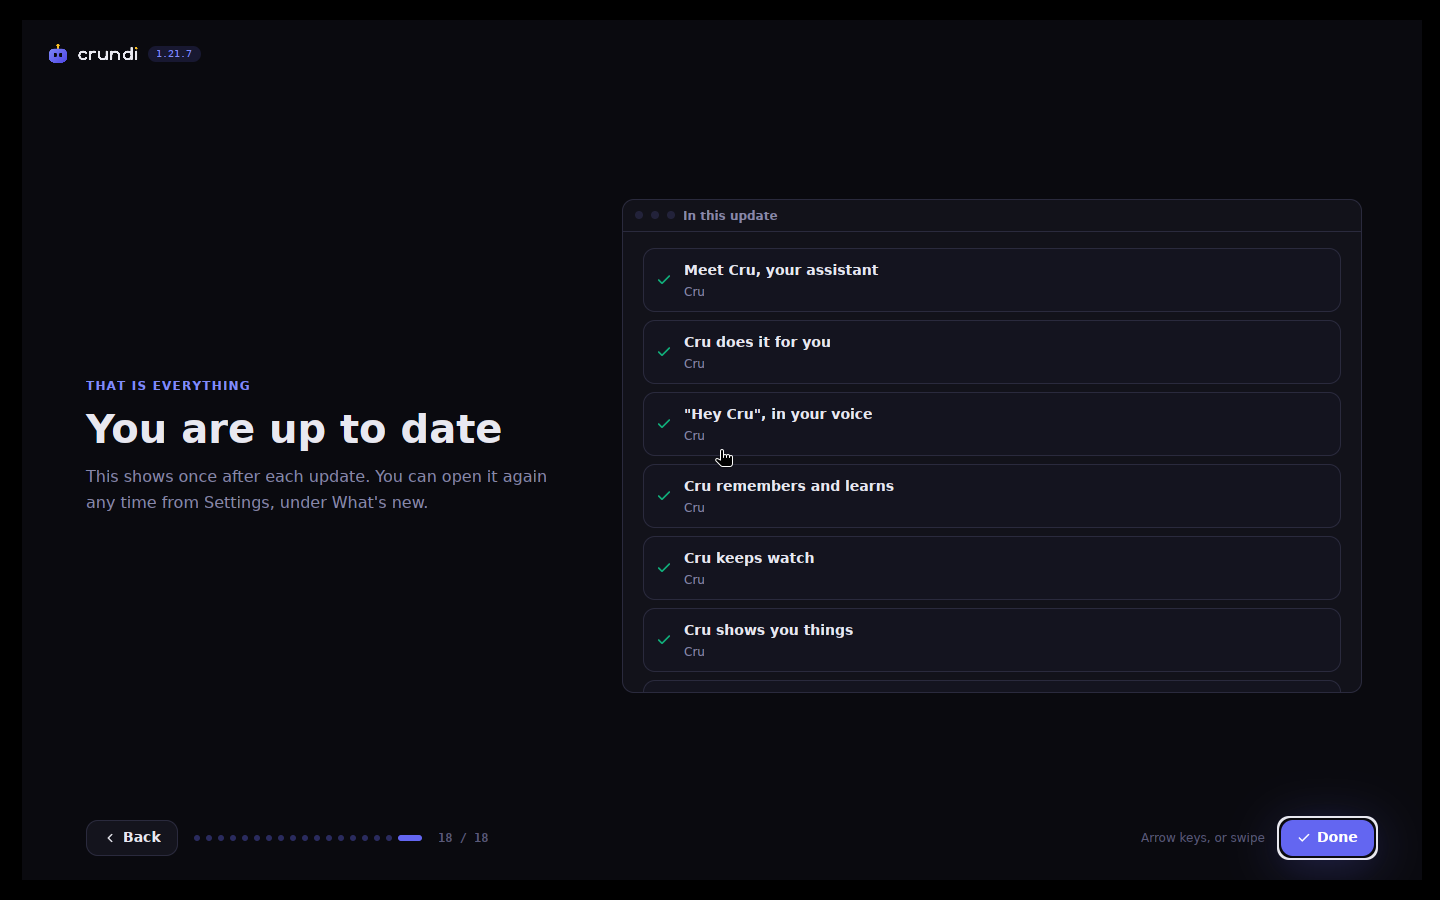 crundi 1.21.7
THAT IS EVERYTHING
You are up to date
This shows once after each update. You can open it again
any time from Settings, under What's new.
In this update
Meet Cru, your assistant
Cru
Cru does it for you
Cru
"Hey Cru", in your voice
Cru
Cru remembers and learns
Cru
Cru keeps watch
Cru
Cru shows you things
Cru
Back
18 / 18
Arrow keys, or swipe
Done